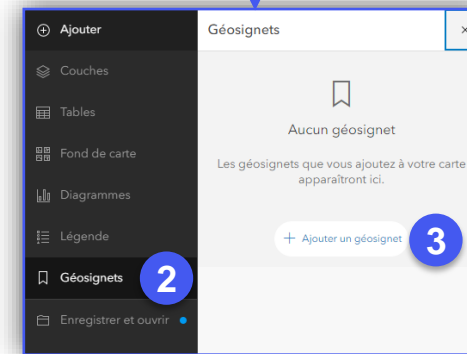 Ajouter
Couches
Tables
Fond de carte
Diagrammes
Légende
Géosignets
2
Enregistrer et ouvrir
Géosignets
Aucun géosignet
Les géosignets que vous ajoutez à votre carte
apparaîtront ici.
+ Ajouter un géosignet
3